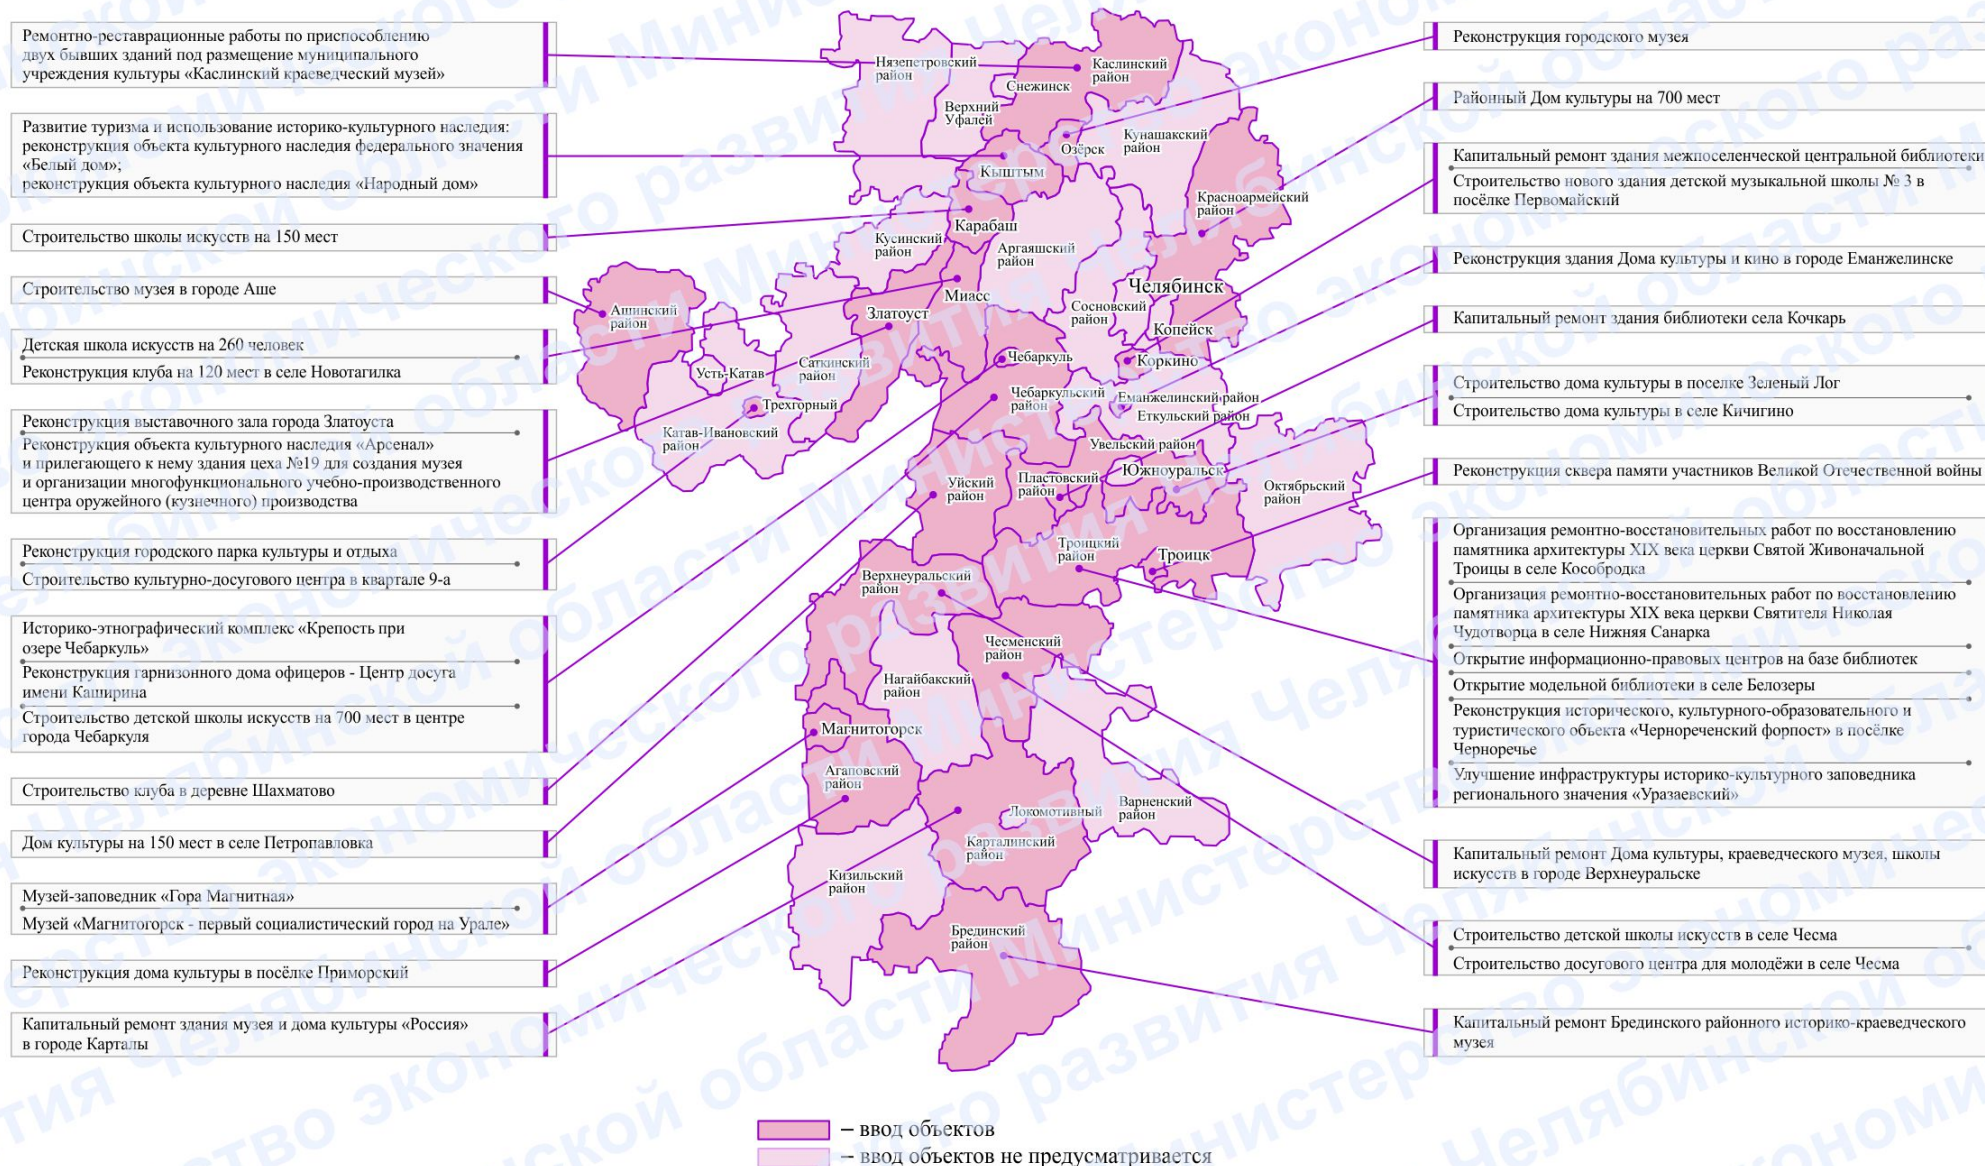 Ремонтно-реставрационные работы по приспособлению
двух бывших зданий под размещение муниципального
учреждения культуры «Каслинский краеведческий музей»
Развитие туризма и использование историко-культурного наследия:
реконструкция объекта культурного наследия федерального значения
«Белый дом»;
реконструкция объекта культурного наследия «Народный дом»
Строительство школы искусств на 150 мест
Строительство музея в городе Аше
Детская школа искусств на 260 человек
Реконструкция клуба на 120 мест в селе Новотагилка
Реконструкция выставочного зала города Златоуста
Реконструкция объекта культурного наследия «Арсенал»
и прилегающего к нему здания цеха №19 для создания музея
и организации многофункционального учебно-производственного
центра оружейного (кузнечного) производства
Реконструкция городского парка культуры и отдыха
Строительство культурно-досугового центра в квартале 9-а
Историко-этнографический комплекс «Крепость при
озере Чебаркуль»
Реконструкция гарнизонного дома офицеров - Центр досуга
имени Каширина
Строительство детской школы искусств на 700 мест в центре
города Чебаркуля
Строительство клуба в деревне Шахматово
Дом культуры на 150 мест в селе Петропавловка
Музей-заповедник «Гора Магнитная»
Музей «Магнитогорск - первый социалистический город на Урале»
Реконструкция дома культуры в посёлке Приморский
Капитальный ремонт здания музея и дома культуры «Россия»
в городе Карталы
Нязепетровский
район
Каслинский
район
Снежинск
Верхний
Уфалей
Озёрск
Кунашакский
район
Кыштым
Красноармейский
район
Карабаш
Кусинский
район
Аргаяшский
район
Миасс
Челябинск
Ашинский
район
Златоуст
Сосновский
район
Копейск
Чебаркуль
Коркино
Усть-Катав
Саткинский
район
Чебаркульский
район
Еманжелинский район
Трехгорный
Еткульский район
Катав-Ивановский
район
Увельский район
Южноуральск
Уйский
район
Пластовский
район
Октябрьский
район
Троицкий
район
Троицк
Верхнеуральский
район
Чесменский
район
Нагайбакский
район
Магнитогорск
Агаповский
район
Локомотивный
Варненский
район
Карталинский
район
Кизильский
район
Брединский
район
Реконструкция городского музея
Районный Дом культуры на 700 мест
Капитальный ремонт здания межпоселенческой центральной библиотеки
Строительство нового здания детской музыкальной школы № 3 в
посёлке Первомайский
Реконструкция здания Дома культуры и кино в городе Еманжелинске
Капитальный ремонт здания библиотеки села Кочкарь
Строительство дома культуры в поселке Зеленый Лог
Строительство дома культуры в селе Кичигино
Реконструкция сквера памяти участников Великой Отечественной войны
Организация ремонтно-восстановительных работ по восстановлению
памятника архитектуры XIX века церкви Святой Живоначальной
Троицы в селе Кособродка
Организация ремонтно-восстановительных работ по восстановлению
памятника архитектуры XIX века церкви Святителя Николая
Чудотворца в селе Нижняя Санарка
Открытие информационно-правовых центров на базе библиотек
Открытие модельной библиотеки в селе Белозеры
Реконструкция исторического, культурного-образовательного и
туристического объекта «Чернореченский форпост» в посёлке
Черноречье
Улучшение инфраструктуры историко-культурного заповедника
регионального значения «Уразаевский»
Капитальный ремонт Дома культуры, краеведческого музея, школы
искусств в городе Верхнеуральске
Строительство детской школы искусств в селе Чесма
Строительство досугового центра для молодёжи в селе Чесма
Капитальный ремонт Брединского районного историко-краеведческого
музея
– ввод объектов
– ввод объектов не предусматривается